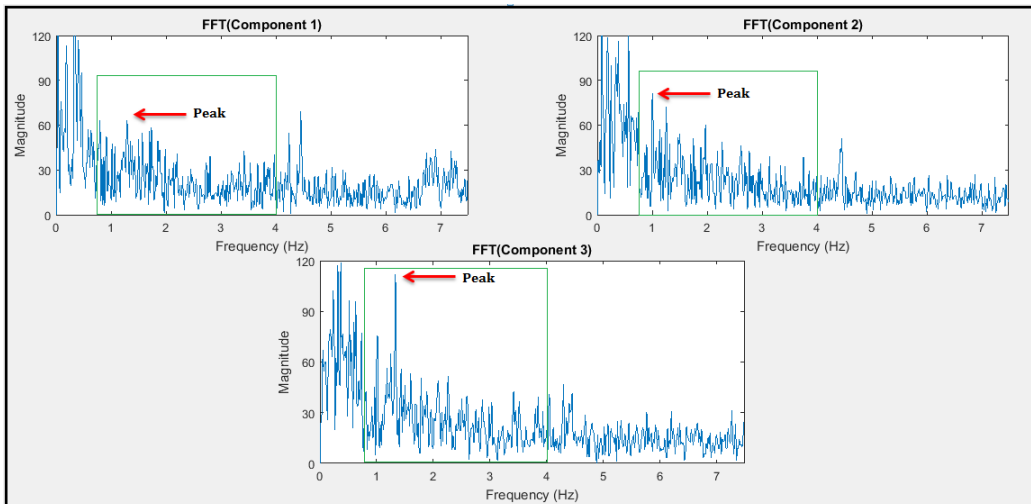 FFT(Component 1)
120
90
60
30
0
Magnitude
Peak
0 1 2 3 4 5 6 7
Frequency (Hz)
FFT(Component 2)
120
90
60
30
0
Magnitude
Peak
0 1 2 3 4 5 6 7
Frequency (Hz)
FFT(Component 3)
120
90
60
30
0
Magnitude
Peak
0 1 2 3 4 5 6 7
Frequency (Hz)